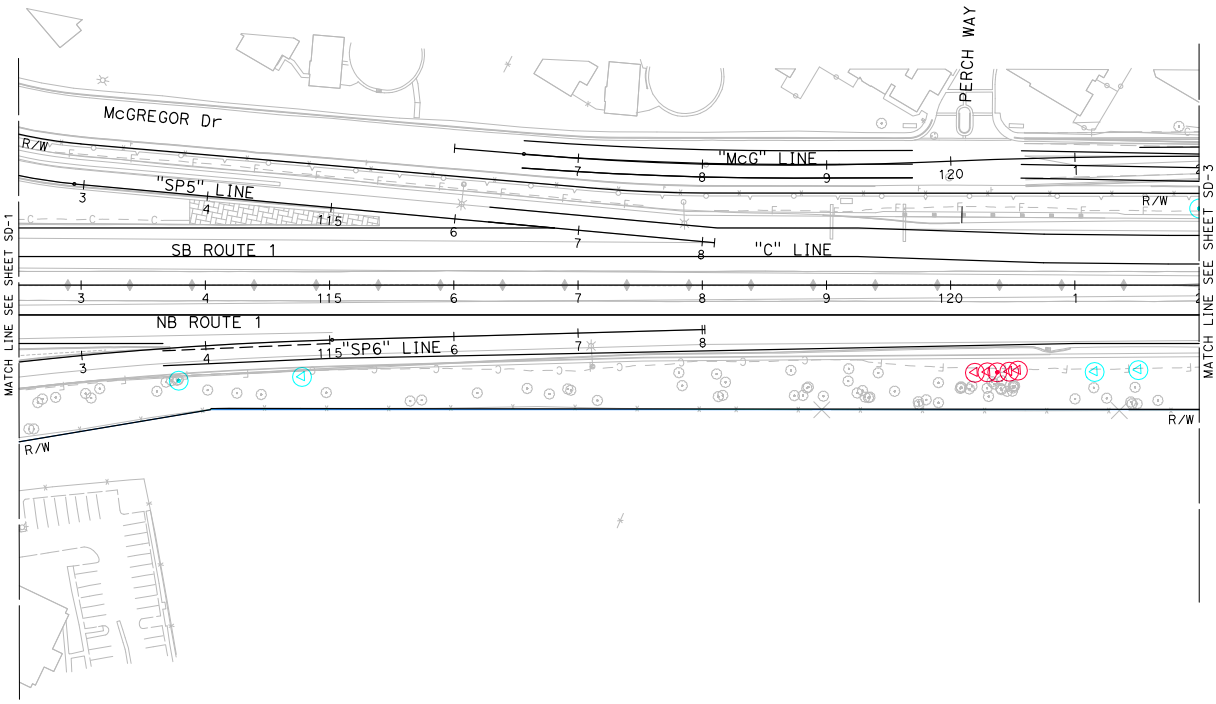 PERCH WAY
McGREGOR Dr
R/W
"McG" LINE
7 8 9 120 1 2
"SP5" LINE
3 4 115 6 7 8
R/W
SB ROUTE 1
"C" LINE
3 4 115 6 7 8 9 120 1 2
NB ROUTE 1
"SP6" LINE
3 4 115 6 7 8
R/W
R/W
MATCH LINE SEE SHEET SD-1
MATCH LINE SEE SHEET SD-3